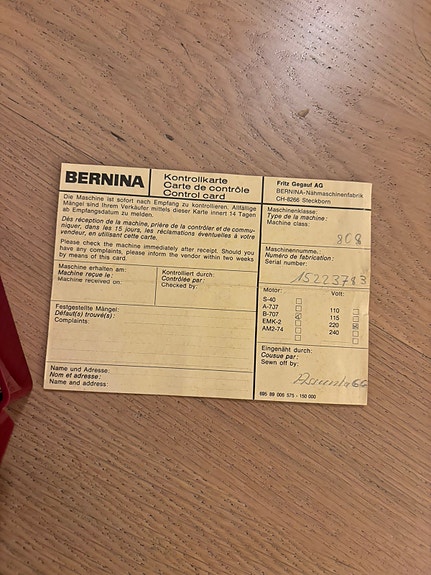 BERNINA
Kontrollkarte
Carte de contrôle
Control card
Die Maschine ist sofort nach Empfang zu kontrollieren. Allfällige
Mängel sind Ihrem Verkäufer mittels dieser Karte innert 14 Tagen
ab Empfangsdatum zu melden.
Dès réception de la machine, prière de la contrôler et de commu-
niquer, dans les 15 jours, les réclamations éventuelles à votre
vendeur, en utilisant cette carte.
Please check the machine immediately after receipt. Should you
have any complaints, please inform the vendor within two weeks
by means of this card.
Maschine erhalten am:
Machine reçue le:
Machine received on:
Kontrolliert durch:
Contrôlée par:
Checked by:
Festgestellte Mängel:
Défaut(s) trouvé(s):
Complaints:
Name und Adresse:
Nom et adresse:
Name and address:
Fritz Gegauf AG
BERNINA-Nähmaschinenfabrik
CH-8266 Steckborn
Maschinenklasse:
Type de la machine:
Machine class:
808
Maschinennummer:
Numéro de fabrication:
Serial number:
15223783
Motor: Volt:
S-40
A-707 110
B-707 115
EMK-2 220
AM2-74 240
Eingenäht durch:
Cousue par:
Sewn off by:
695 89 006 575 - 150 000